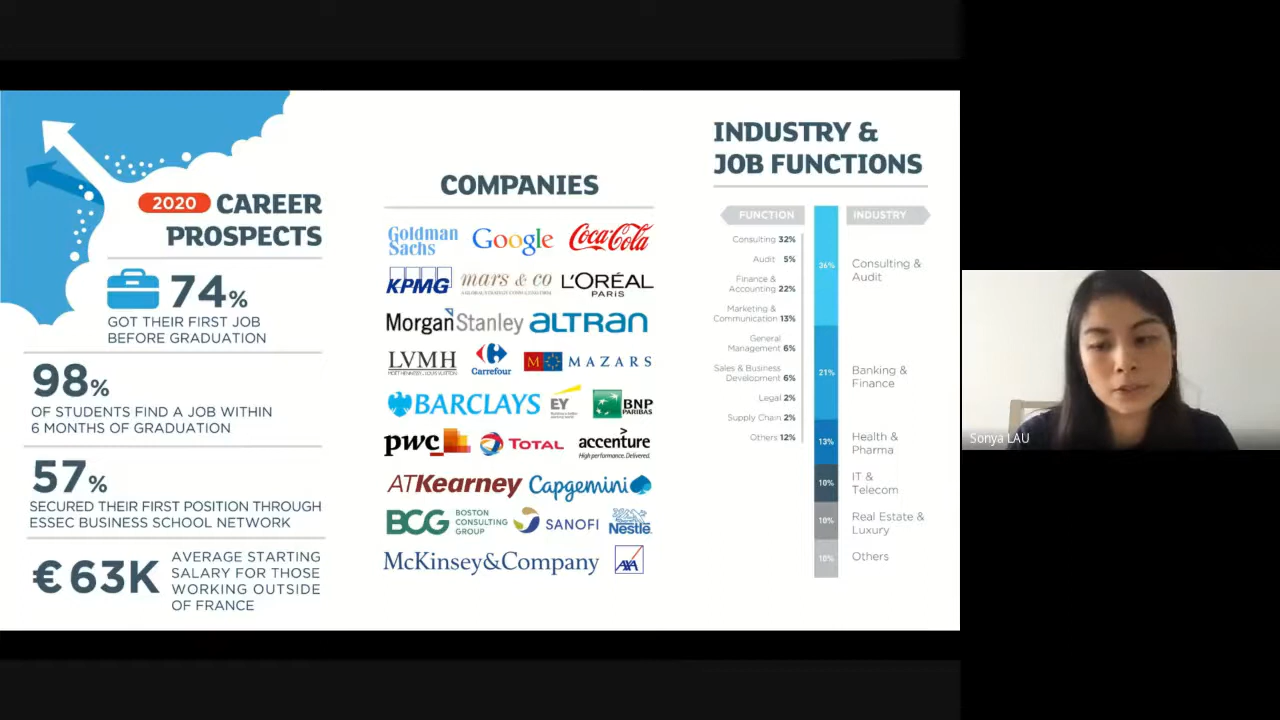 2020 CAREER
PROSPECTS
74%
GOT THEIR FIRST JOB
BEFORE GRADUATION
98%
OF STUDENTS FIND A JOB WITHIN
6 MONTHS OF GRADUATION
57%
SECURED THEIR FIRST POSITION THROUGH
ESSEC BUSINESS SCHOOL NETWORK
€63K
AVERAGE STARTING
SALARY FOR THOSE
WORKING OUTSIDE
OF FRANCE
COMPANIES
Goldman
Sachs
Google
Coca-Cola
KPMG
mars & co
L'ORÉAL
PARIS
Morgan Stanley
ALTRAN
LVMH
MOËT HENNESSY • LOUIS VUITTON
Carrefour
M
MAZARS
BARCLAYS
EY
BNP
PARIBAS
pwc
TOTAL
accenture
High performance. Delivered.
ATKearney
Capgemini
BCG
BOSTON
CONSULTING
GROUP
SANOFI
Nestlé
McKinsey&Company
AXA
INDUSTRY &
JOB FUNCTIONS
FUNCTION
Consulting 32%
Audit 5%
Finance &
Accounting 22%
Marketing &
Communication 13%
General
Management 6%
Sales & Business
Development 6%
Legal 2%
Supply Chain 2%
Others 12%
INDUSTRY
36%
Consulting &
Audit
21%
Banking &
Finance
13%
Health &
Pharma
10%
IT &
Telecom
10%
Real Estate &
Luxury
10%
Others
Sonya LAU